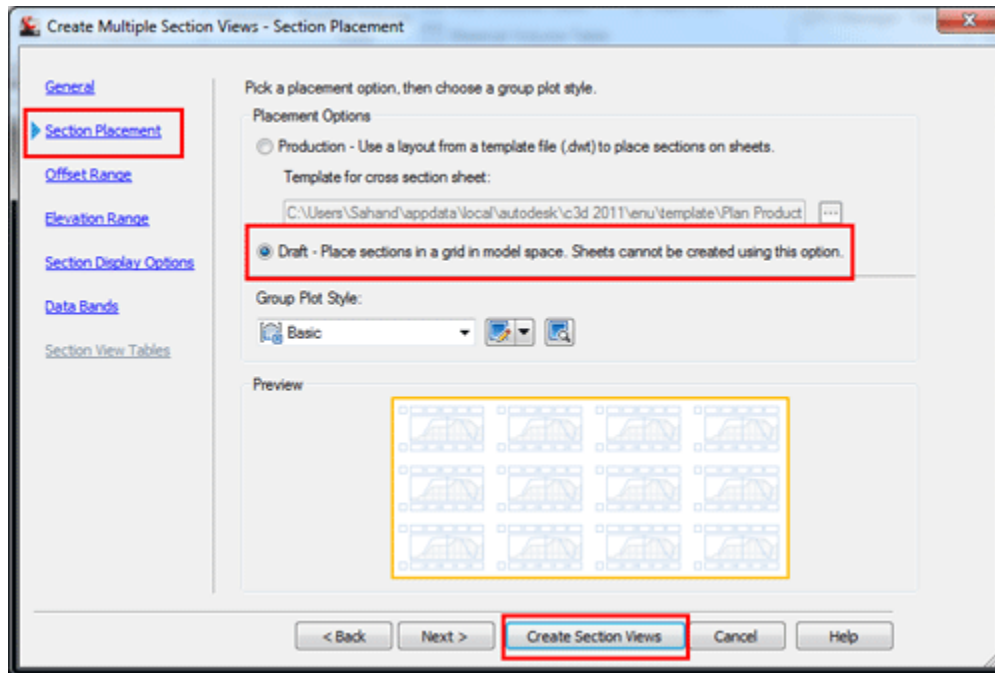 Create Multiple Section Views - Section Placement
General
Section Placement
Offset Range
Elevation Range
Section Display Options
Data Bands
Section View Tables
Pick a placement option, then choose a group plot style.
Placement Options
Production - Use a layout from a template file (.dwt) to place sections on sheets.
Template for cross section sheet:
C:\Users\Sahand\appdata\local\autodesk\c3d 2011\enu\template\Plan Product
...
Draft - Place sections in a grid in model space. Sheets cannot be created using this option.
Group Plot Style:
Basic
Preview
< Back Next > Create Section Views Cancel Help